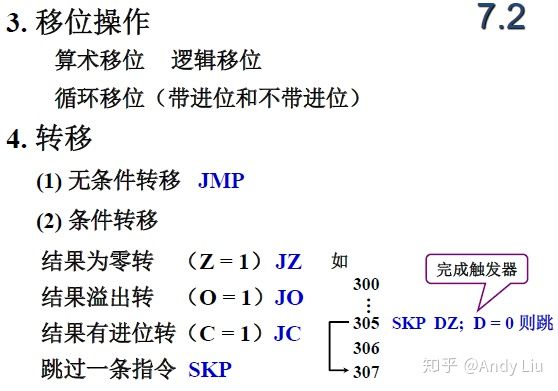 7.2
3. 移位操作
算术移位 逻辑移位
循环移位（带进位和不带进位）
4. 转移
(1) 无条件转移 JMP
(2) 条件转移
结果为零转 （Z = 1）JZ 如
完成触发器
300
结果溢出转 （O = 1）JO
⋮
结果有进位转（C = 1）JC
305 SKP DZ; D = 0 则跳
306
跳过一条指令 SKP
307
知乎 @Andy Liu